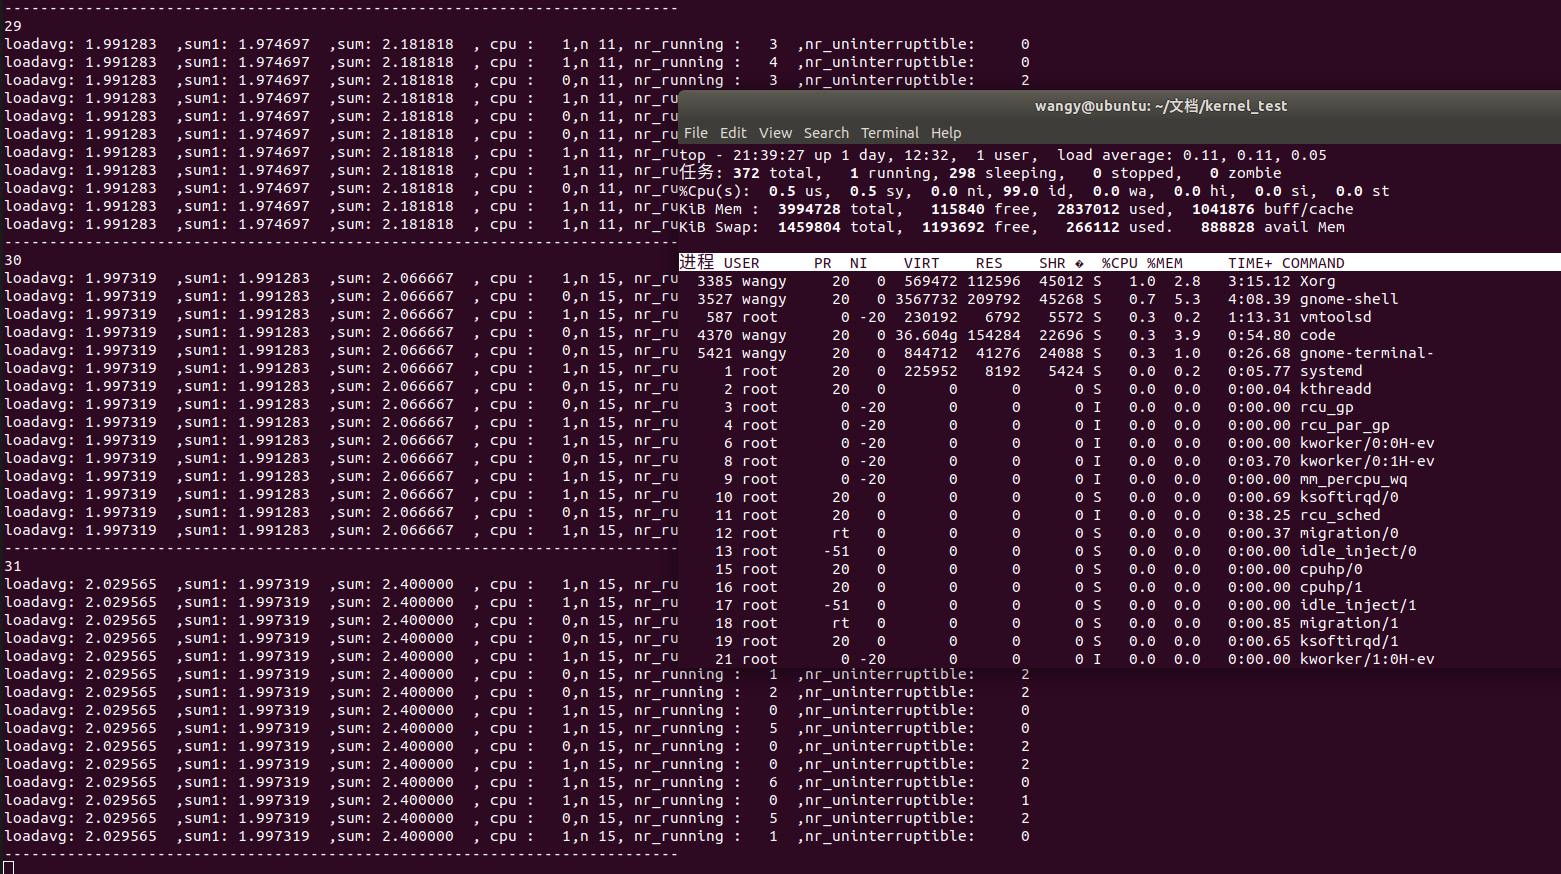 ---------------------------------------------------------------------------
29
loadavg: 1.991283  ,sum1: 1.974697  ,sum: 2.181818  , cpu :   1,n 11, nr_running :   3  ,nr_uninterruptible:     0
loadavg: 1.991283  ,sum1: 1.974697  ,sum: 2.181818  , cpu :   1,n 11, nr_running :   4  ,nr_uninterruptible:     0
loadavg: 1.991283  ,sum1: 1.974697  ,sum: 2.181818  , cpu :   0,n 11, nr_running :   3  ,nr_uninterruptible:     2
loadavg: 1.991283  ,sum1: 1.974697  ,sum: 2.181818  , cpu :   1,n 11, nr_ru
loadavg: 1.991283  ,sum1: 1.974697  ,sum: 2.181818  , cpu :   0,n 11, nr_ru
loadavg: 1.991283  ,sum1: 1.974697  ,sum: 2.181818  , cpu :   0,n 11, nr_ru
loadavg: 1.991283  ,sum1: 1.974697  ,sum: 2.181818  , cpu :   1,n 11, nr_ru
loadavg: 1.991283  ,sum1: 1.974697  ,sum: 2.181818  , cpu :   1,n 11, nr_ru
loadavg: 1.991283  ,sum1: 1.974697  ,sum: 2.181818  , cpu :   0,n 11, nr_ru
loadavg: 1.991283  ,sum1: 1.974697  ,sum: 2.181818  , cpu :   1,n 11, nr_ru
loadavg: 1.991283  ,sum1: 1.974697  ,sum: 2.181818  , cpu :   1,n 11, nr_ru
---------------------------------------------------------------------------
30
loadavg: 1.997319  ,sum1: 1.991283  ,sum: 2.066667  , cpu :   1,n 15, nr_ru
loadavg: 1.997319  ,sum1: 1.991283  ,sum: 2.066667  , cpu :   0,n 15, nr_ru
loadavg: 1.997319  ,sum1: 1.991283  ,sum: 2.066667  , cpu :   1,n 15, nr_ru
loadavg: 1.997319  ,sum1: 1.991283  ,sum: 2.066667  , cpu :   0,n 15, nr_ru
loadavg: 1.997319  ,sum1: 1.991283  ,sum: 2.066667  , cpu :   0,n 15, nr_ru
loadavg: 1.997319  ,sum1: 1.991283  ,sum: 2.066667  , cpu :   1,n 15, nr_ru
loadavg: 1.997319  ,sum1: 1.991283  ,sum: 2.066667  , cpu :   0,n 15, nr_ru
loadavg: 1.997319  ,sum1: 1.991283  ,sum: 2.066667  , cpu :   0,n 15, nr_ru
loadavg: 1.997319  ,sum1: 1.991283  ,sum: 2.066667  , cpu :   1,n 15, nr_ru
loadavg: 1.997319  ,sum1: 1.991283  ,sum: 2.066667  , cpu :   1,n 15, nr_ru
loadavg: 1.997319  ,sum1: 1.991283  ,sum: 2.066667  , cpu :   0,n 15, nr_ru
loadavg: 1.997319  ,sum1: 1.991283  ,sum: 2.066667  , cpu :   1,n 15, nr_ru
loadavg: 1.997319  ,sum1: 1.991283  ,sum: 2.066667  , cpu :   1,n 15, nr_ru
loadavg: 1.997319  ,sum1: 1.991283  ,sum: 2.066667  , cpu :   0,n 15, nr_ru
loadavg: 1.997319  ,sum1: 1.991283  ,sum: 2.066667  , cpu :   1,n 15, nr_ru
---------------------------------------------------------------------------
31
loadavg: 2.029565  ,sum1: 1.997319  ,sum: 2.400000  , cpu :   1,n 15, nr_ru
loadavg: 2.029565  ,sum1: 1.997319  ,sum: 2.400000  , cpu :   1,n 15, nr_ru
loadavg: 2.029565  ,sum1: 1.997319  ,sum: 2.400000  , cpu :   0,n 15, nr_ru
loadavg: 2.029565  ,sum1: 1.997319  ,sum: 2.400000  , cpu :   0,n 15, nr_ru
loadavg: 2.029565  ,sum1: 1.997319  ,sum: 2.400000  , cpu :   1,n 15, nr_ru
loadavg: 2.029565  ,sum1: 1.997319  ,sum: 2.400000  , cpu :   0,n 15, nr_running :   1  ,nr_uninterruptible:     2
loadavg: 2.029565  ,sum1: 1.997319  ,sum: 2.400000  , cpu :   0,n 15, nr_running :   2  ,nr_uninterruptible:     2
loadavg: 2.029565  ,sum1: 1.997319  ,sum: 2.400000  , cpu :   1,n 15, nr_running :   0  ,nr_uninterruptible:     0
loadavg: 2.029565  ,sum1: 1.997319  ,sum: 2.400000  , cpu :   1,n 15, nr_running :   5  ,nr_uninterruptible:     0
loadavg: 2.029565  ,sum1: 1.997319  ,sum: 2.400000  , cpu :   0,n 15, nr_running :   0  ,nr_uninterruptible:     2
loadavg: 2.029565  ,sum1: 1.997319  ,sum: 2.400000  , cpu :   1,n 15, nr_running :   0  ,nr_uninterruptible:     2
loadavg: 2.029565  ,sum1: 1.997319  ,sum: 2.400000  , cpu :   1,n 15, nr_running :   6  ,nr_uninterruptible:     0
loadavg: 2.029565  ,sum1: 1.997319  ,sum: 2.400000  , cpu :   1,n 15, nr_running :   0  ,nr_uninterruptible:     1
loadavg: 2.029565  ,sum1: 1.997319  ,sum: 2.400000  , cpu :   0,n 15, nr_running :   5  ,nr_uninterruptible:     2
loadavg: 2.029565  ,sum1: 1.997319  ,sum: 2.400000  , cpu :   1,n 15, nr_running :   1  ,nr_uninterruptible:     0
---------------------------------------------------------------------------
wangy@ubuntu: ~/文档/kernel_test
File Edit View Search Terminal Help
top - 21:39:27 up 1 day, 12:32,  1 user,  load average: 0.11, 0.11, 0.05
任务: 372 total,   1 running, 298 sleeping,   0 stopped,   0 zombie
%Cpu(s):  0.5 us,  0.5 sy,  0.0 ni, 99.0 id,  0.0 wa,  0.0 hi,  0.0 si,  0.0 st
KiB Mem :  3994728 total,   115840 free,  2837012 used,  1041876 buff/cache
KiB Swap:  1459804 total,  1193692 free,   266112 used.   888828 avail Mem
进程 USER      PR  NI    VIRT    RES    SHR �  %CPU %MEM     TIME+ COMMAND
3385 wangy     20   0  569472 112596  45012 S   1.0  2.8   3:15.12 Xorg
3527 wangy     20   0 3567732 209792  45268 S   0.7  5.3   4:08.39 gnome-shell
587 root       0 -20  230192   6792   5572 S   0.3  0.2   1:13.31 vmtoolsd
4370 wangy     20   0 36.604g 154284  22696 S   0.3  3.9   0:54.80 code
5421 wangy     20   0  844712  41276  24088 S   0.3  1.0   0:26.68 gnome-terminal-
1 root      20   0  225952   8192   5424 S   0.0  0.2   0:05.77 systemd
2 root      20   0       0      0      0 S   0.0  0.0   0:00.04 kthreadd
3 root       0 -20       0      0      0 I   0.0  0.0   0:00.00 rcu_gp
4 root       0 -20       0      0      0 I   0.0  0.0   0:00.00 rcu_par_gp
6 root       0 -20       0      0      0 I   0.0  0.0   0:00.00 kworker/0:0H-ev
8 root       0 -20       0      0      0 I   0.0  0.0   0:03.70 kworker/0:1H-ev
9 root       0 -20       0      0      0 I   0.0  0.0   0:00.00 mm_percpu_wq
10 root      20   0       0      0      0 S   0.0  0.0   0:00.69 ksoftirqd/0
11 root      20   0       0      0      0 I   0.0  0.0   0:38.25 rcu_sched
12 root      rt   0       0      0      0 S   0.0  0.0   0:00.37 migration/0
13 root     -51   0       0      0      0 S   0.0  0.0   0:00.00 idle_inject/0
15 root      20   0       0      0      0 S   0.0  0.0   0:00.00 cpuhp/0
16 root      20   0       0      0      0 S   0.0  0.0   0:00.00 cpuhp/1
17 root     -51   0       0      0      0 S   0.0  0.0   0:00.00 idle_inject/1
18 root      rt   0       0      0      0 S   0.0  0.0   0:00.85 migration/1
19 root      20   0       0      0      0 S   0.0  0.0   0:00.65 ksoftirqd/1
21 root       0 -20       0      0      0 I   0.0  0.0   0:00.00 kworker/1:0H-ev